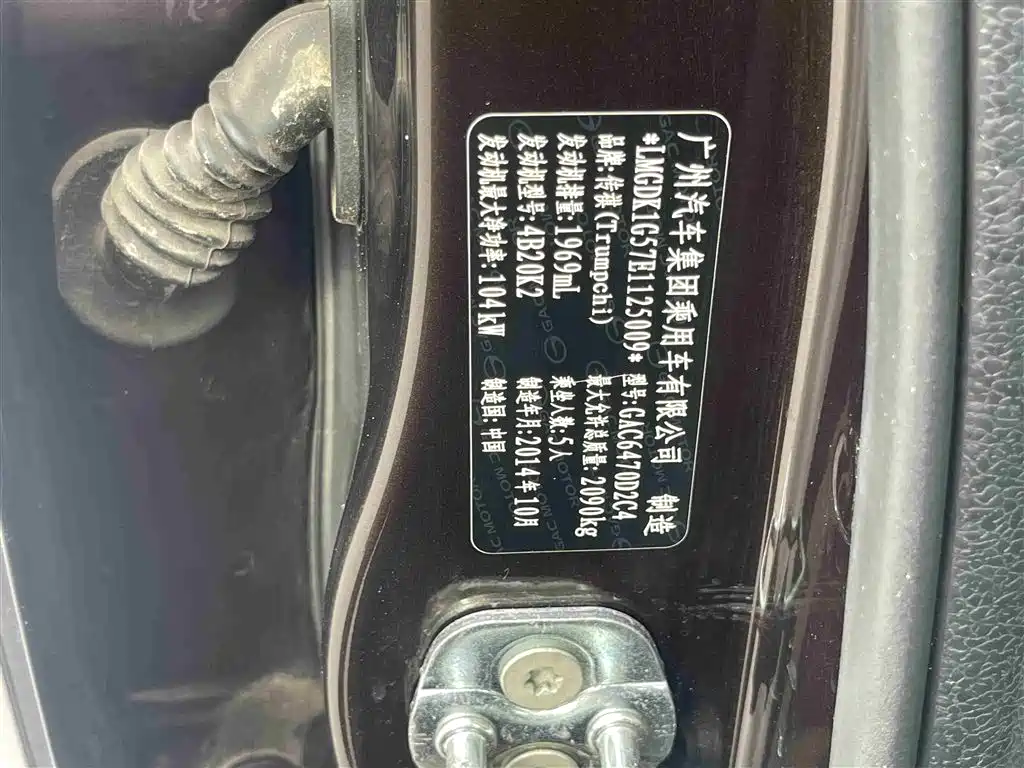 广州汽车集团乘用车有限公司 制造
*LMGDK1G57E1125009* 型号:GAC6470D2C4
品牌:传祺(Trumpchi) 最大允许总质量:2090kg
发动机排量:1969mL 乘坐人数:5人
发动机型号:4B20K2 制造年月:2014年10月
发动机最大净功率:104kW 制造国:中国